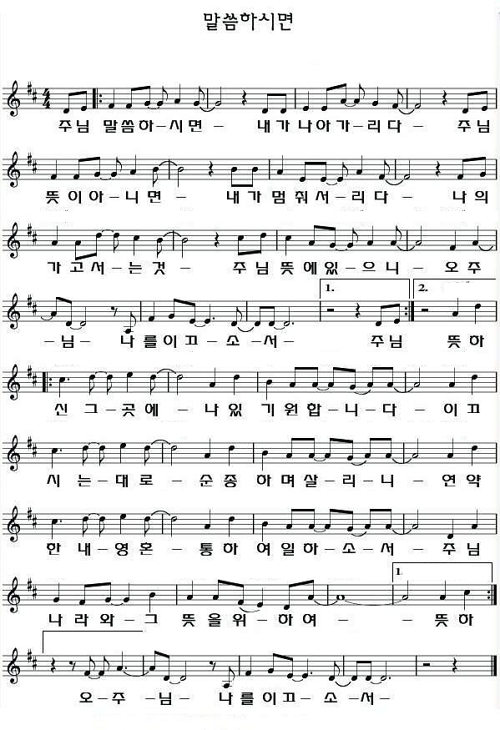 말씀하시면
주님 말씀하-시면- 내가나아가-리다- 주님
뜻이아-니면- 내가멈춰서-리다- 나의
가고서-는것- 주님뜻에있-으니- 오주
1. 2.
-님- 나를이끄-소-서- 주님 뜻하
신그-곳에-나있 기원합-니-다-이끄
시는-대로-순종 하며살-리-니-연약
한내-영혼-통하 여일하-소-서-주님
1.
나라와-그 뜻을위-하여- 뜻하
오-주-님- 나를이끄-소-서-